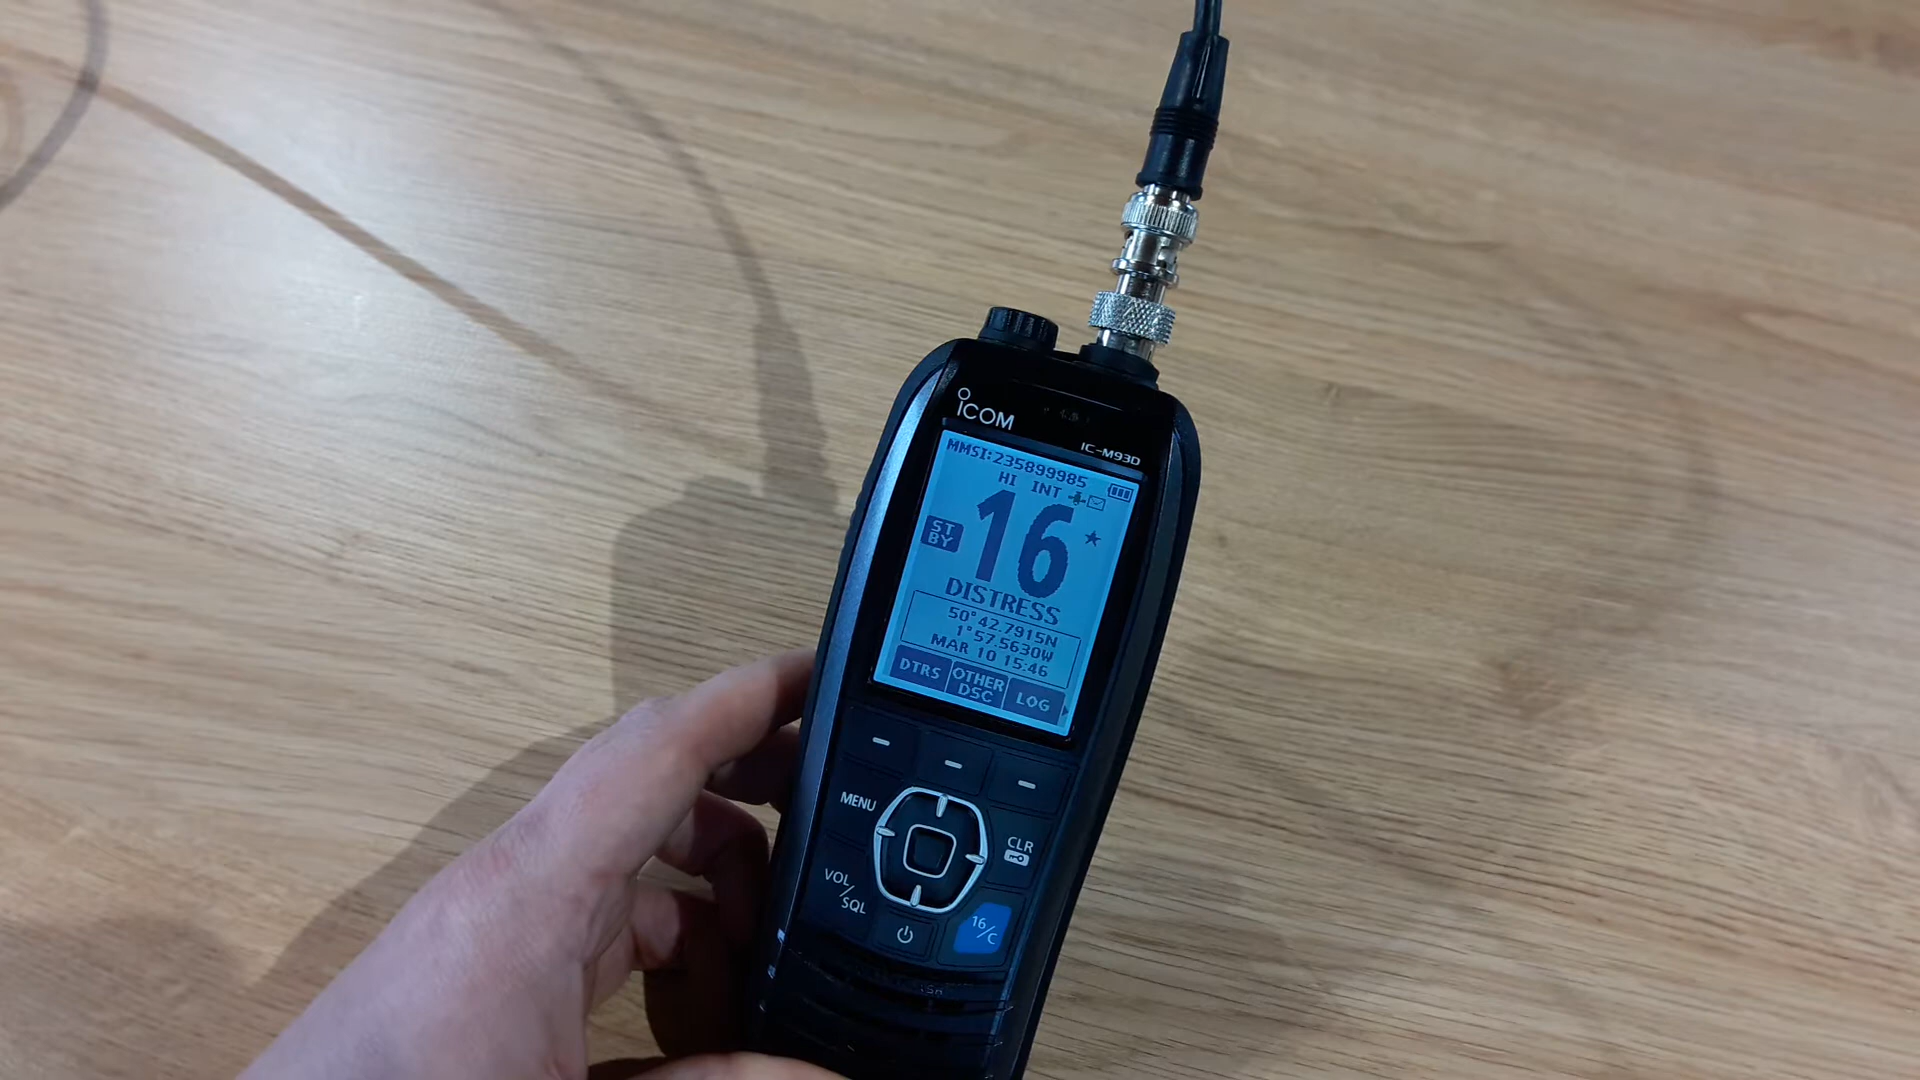 ICOM
IC-M93D
MMSI:235899985
HI INT
ST
BY
16
DISTRESS
50°42.7915N
1°57.5630W
MAR 10 15:46
DTRS
OTHER
DSC
LOG
MENU
CLR
VOL/SQL
16/C